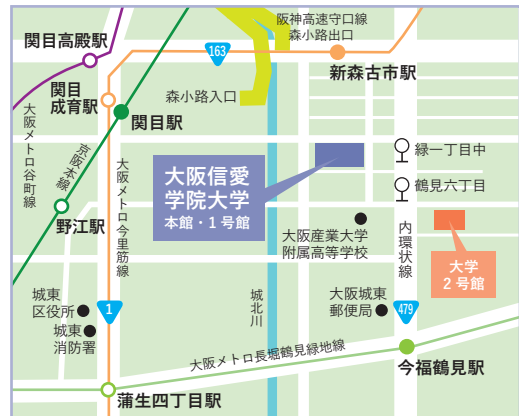 阪神高速守口線
森小路出口
関目高殿駅
163
新森古市駅
関目
成育駅
森小路入口
関目駅
緑一丁目中
大阪信愛
学院大学
本館・1号館
鶴見六丁目
大阪メトロ谷町線
京阪本線
大阪メトロ今里筋線
野江駅
大阪産業大学
附属高等学校
内環状線
大学
2号館
城東
区役所
1
城北川
大阪城東
郵便局
479
城東
消防署
大阪メトロ長堀鶴見緑地線
今福鶴見駅
蒲生四丁目駅